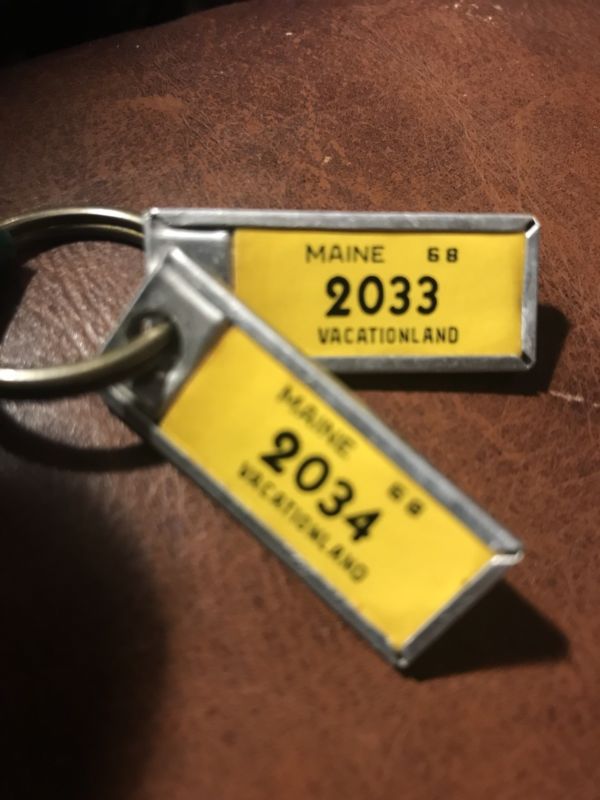 MAINE 68
2033
VACATIONLAND
MAINE 68
2034
VACATIONLAND